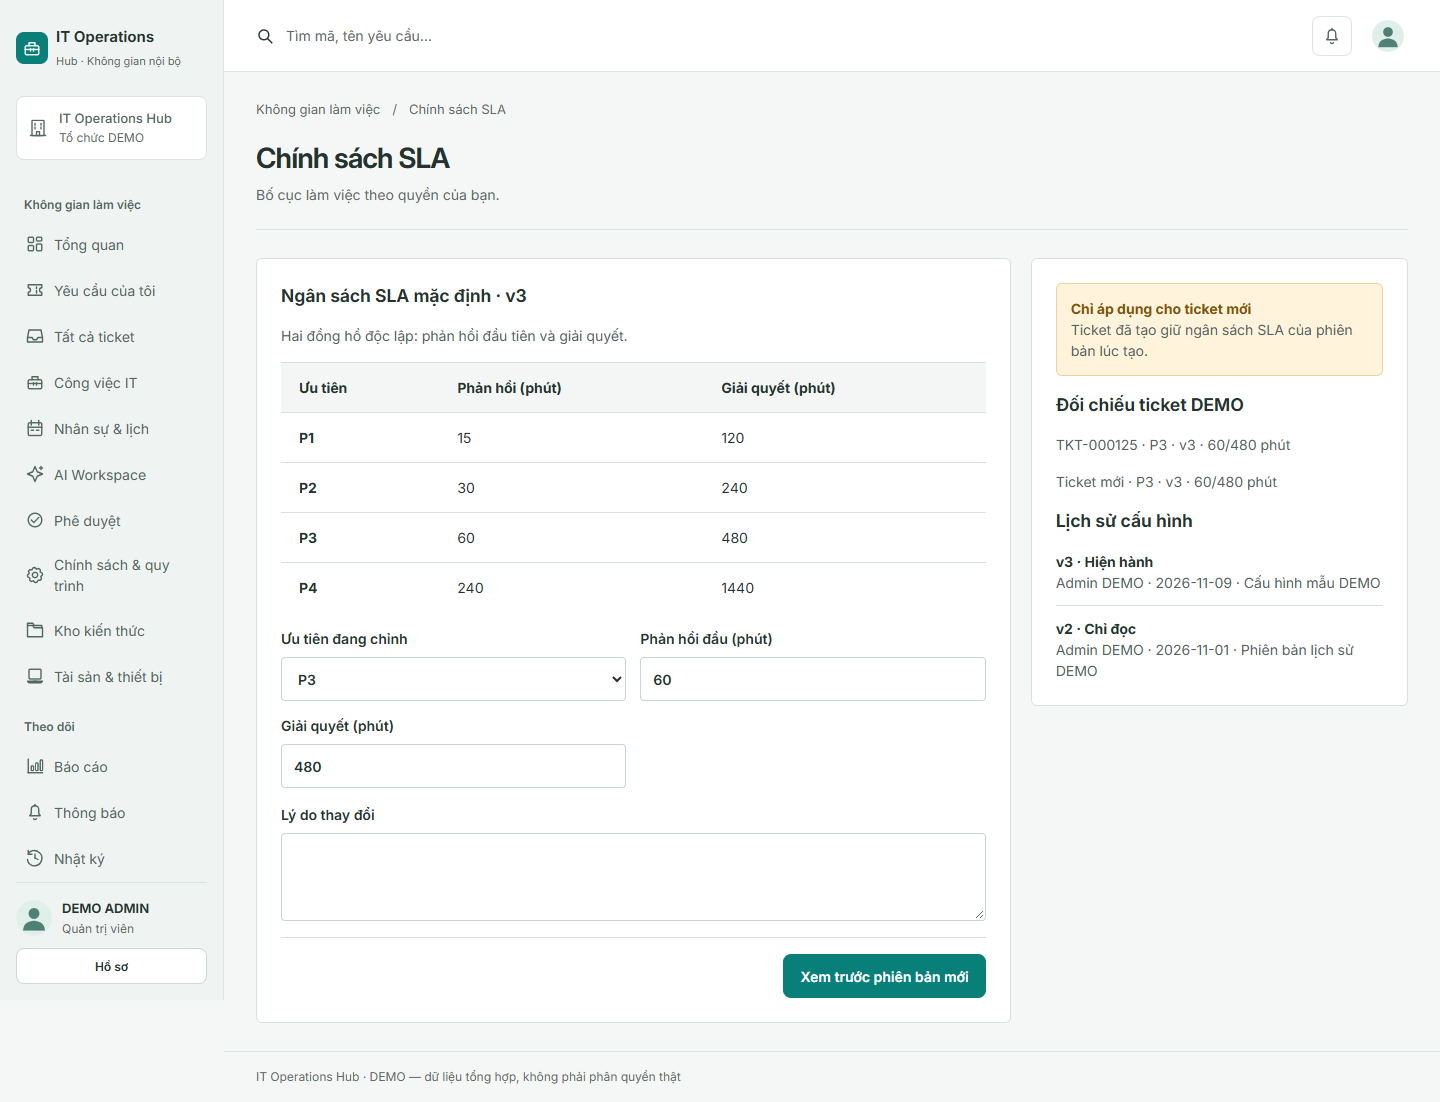 IT Operations
Hub · Không gian nội bộ
IT Operations Hub
Tổ chức DEMO
Không gian làm việc
Tổng quan
Yêu cầu của tôi
Tất cả ticket
Công việc IT
Nhân sự & lịch
AI Workspace
Phê duyệt
Chính sách & quy
trình
Kho kiến thức
Tài sản & thiết bị
Theo dõi
Báo cáo
Thông báo
Nhật ký
DEMO ADMIN
Quản trị viên
Hồ sơ
Tìm mã, tên yêu cầu...
Không gian làm việc / Chính sách SLA
Chính sách SLA
Bố cục làm việc theo quyền của bạn.
Ngân sách SLA mặc định · v3
Hai đồng hồ độc lập: phản hồi đầu tiên và giải quyết.
Ưu tiên Phản hồi (phút) Giải quyết (phút)
P1 15 120
P2 30 240
P3 60 480
P4 240 1440
Ưu tiên đang chỉnh Phản hồi đầu (phút)
P3 60
Giải quyết (phút)
480
Lý do thay đổi
Xem trước phiên bản mới
Chỉ áp dụng cho ticket mới
Ticket đã tạo giữ ngân sách SLA của phiên
bản lúc tạo.
Đối chiếu ticket DEMO
TKT-000125 · P3 · v3 · 60/480 phút
Ticket mới · P3 · v3 · 60/480 phút
Lịch sử cấu hình
v3 · Hiện hành
Admin DEMO · 2026-11-09 · Cấu hình mẫu DEMO
v2 · Chỉ đọc
Admin DEMO · 2026-11-01 · Phiên bản lịch sử
DEMO
IT Operations Hub · DEMO — dữ liệu tổng hợp, không phải phân quyền thật